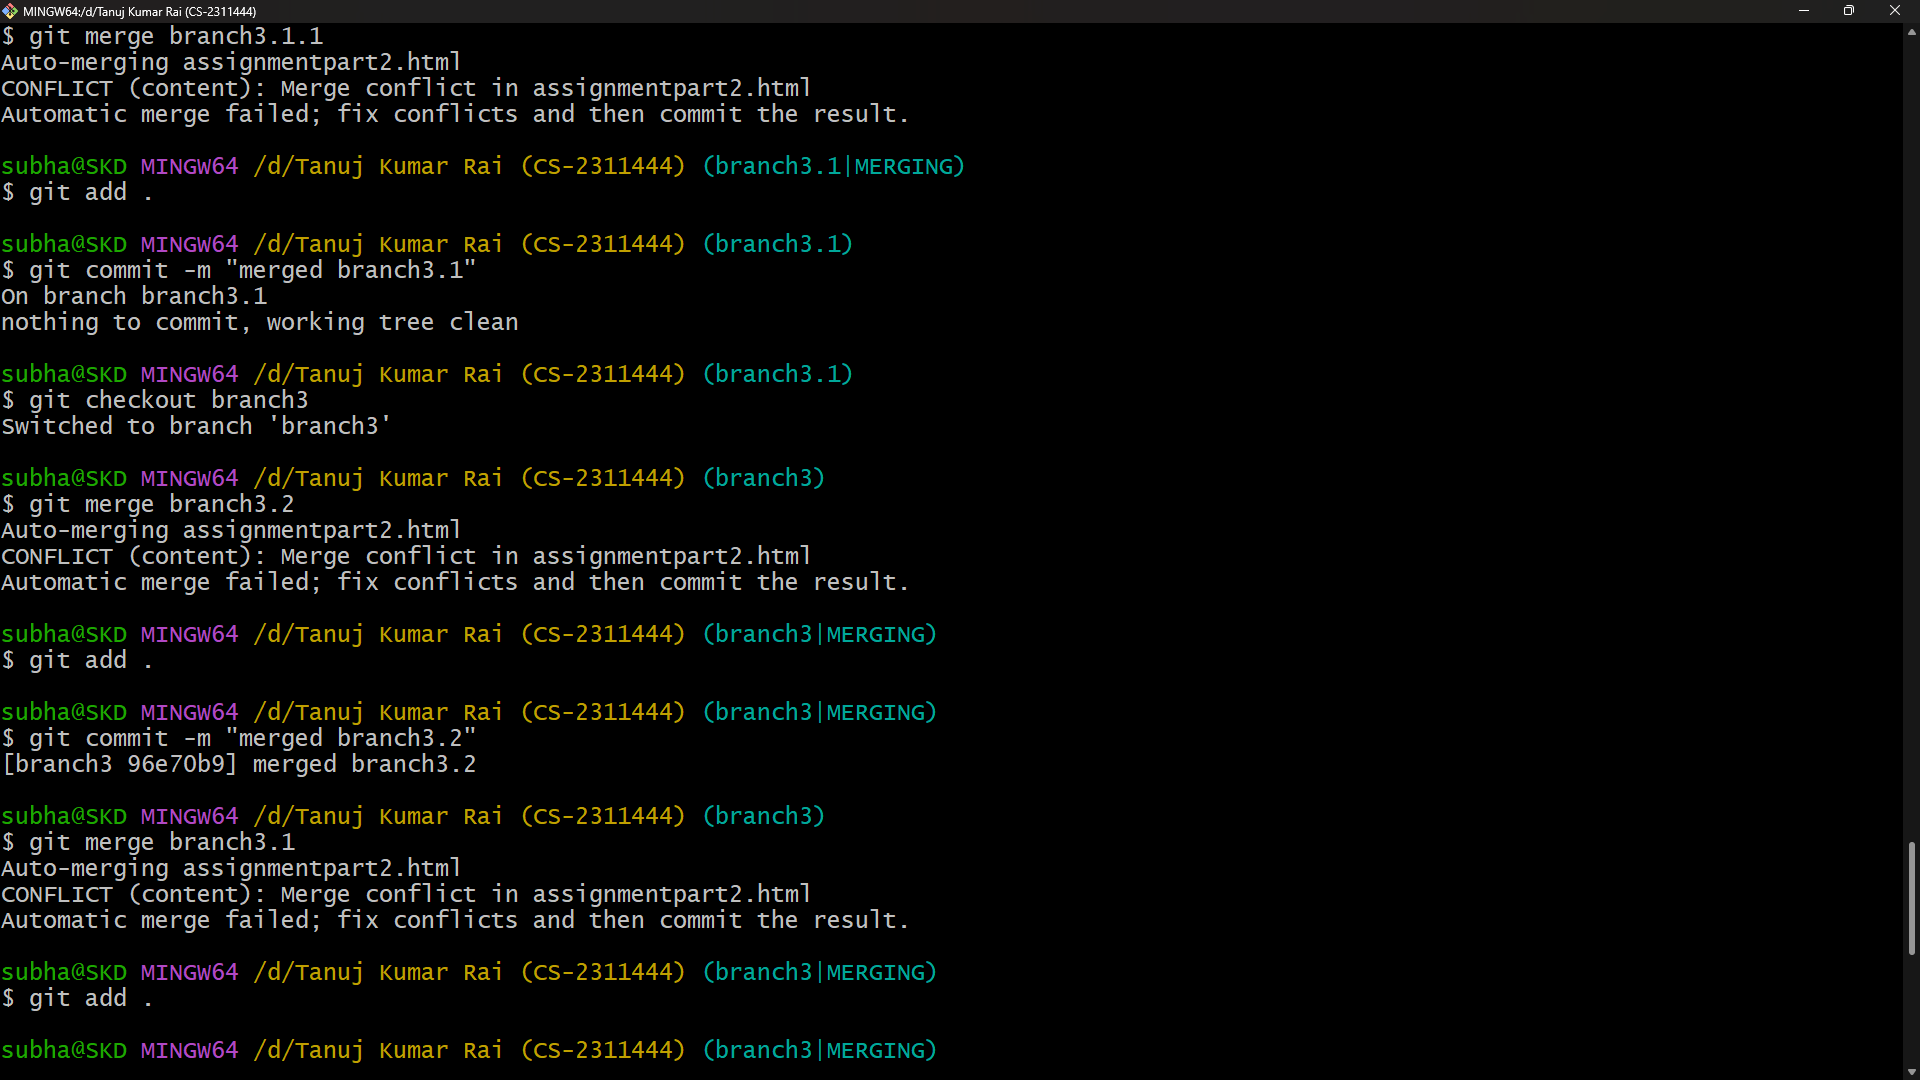 MINGW64:/d/Tanuj Kumar Rai (CS-2311444)
$ git merge branch3.1.1
Auto-merging assignmentpart2.html
CONFLICT (content): Merge conflict in assignmentpart2.html
Automatic merge failed; fix conflicts and then commit the result.
subha@SKD MINGW64 /d/Tanuj Kumar Rai (CS-2311444) (branch3.1|MERGING)
$ git add .
subha@SKD MINGW64 /d/Tanuj Kumar Rai (CS-2311444) (branch3.1)
$ git commit -m "merged branch3.1"
On branch branch3.1
nothing to commit, working tree clean
subha@SKD MINGW64 /d/Tanuj Kumar Rai (CS-2311444) (branch3.1)
$ git checkout branch3
Switched to branch 'branch3'
subha@SKD MINGW64 /d/Tanuj Kumar Rai (CS-2311444) (branch3)
$ git merge branch3.2
Auto-merging assignmentpart2.html
CONFLICT (content): Merge conflict in assignmentpart2.html
Automatic merge failed; fix conflicts and then commit the result.
subha@SKD MINGW64 /d/Tanuj Kumar Rai (CS-2311444) (branch3|MERGING)
$ git add .
subha@SKD MINGW64 /d/Tanuj Kumar Rai (CS-2311444) (branch3|MERGING)
$ git commit -m "merged branch3.2"
[branch3 96e70b9] merged branch3.2
subha@SKD MINGW64 /d/Tanuj Kumar Rai (CS-2311444) (branch3)
$ git merge branch3.1
Auto-merging assignmentpart2.html
CONFLICT (content): Merge conflict in assignmentpart2.html
Automatic merge failed; fix conflicts and then commit the result.
subha@SKD MINGW64 /d/Tanuj Kumar Rai (CS-2311444) (branch3|MERGING)
$ git add .
subha@SKD MINGW64 /d/Tanuj Kumar Rai (CS-2311444) (branch3|MERGING)